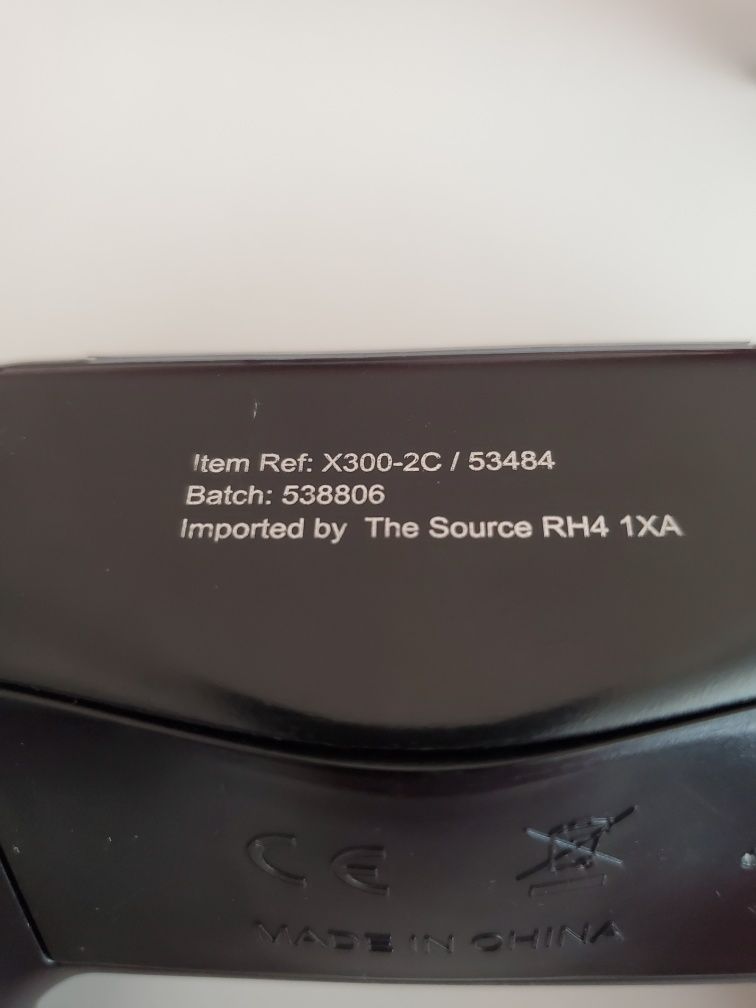 Item Ref: X300-2C / 53484
Batch: 538806
Imported by The Source RH4 1XA
CE
MADE IN CHINA